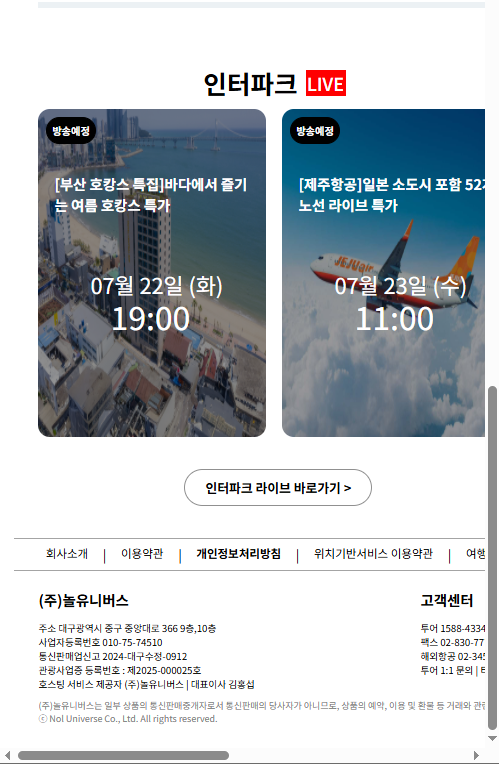 인터파크 LIVE
방송예정
[부산 호캉스 특집]바다에서 즐기
는 여름 호캉스 특가
07월 22일 (화)
19:00
방송예정
[제주항공]일본 소도시 포함 52
노선 라이브 특가
JEJUair
07월 23일 (수)
11:00
인터파크 라이브 바로가기 >
회사소개 | 이용약관 | 개인정보처리방침 | 위치기반서비스 이용약관 | 여행
(주)놀유니버스
주소 대구광역시 중구 중앙대로 366 9층,10층
사업자등록번호 010-75-74510
통신판매업신고 2024-대구수정-0912
관광사업증 등록번호 : 제2025-000025호
호스팅 서비스 제공자 (주)놀유니버스 | 대표이사 김홍섭
고객센터
투어 1588-4334
팩스 02-830-77
해외항공 02-345
투어 1:1 문의 |
(주)놀유니버스는 일부 상품의 통신판매중개자로서 통신판매의 당사자가 아니므로, 상품의 예약, 이용 및 환불 등 거래와 관
ⓒ Nol Universe Co., Ltd. All rights reserved.